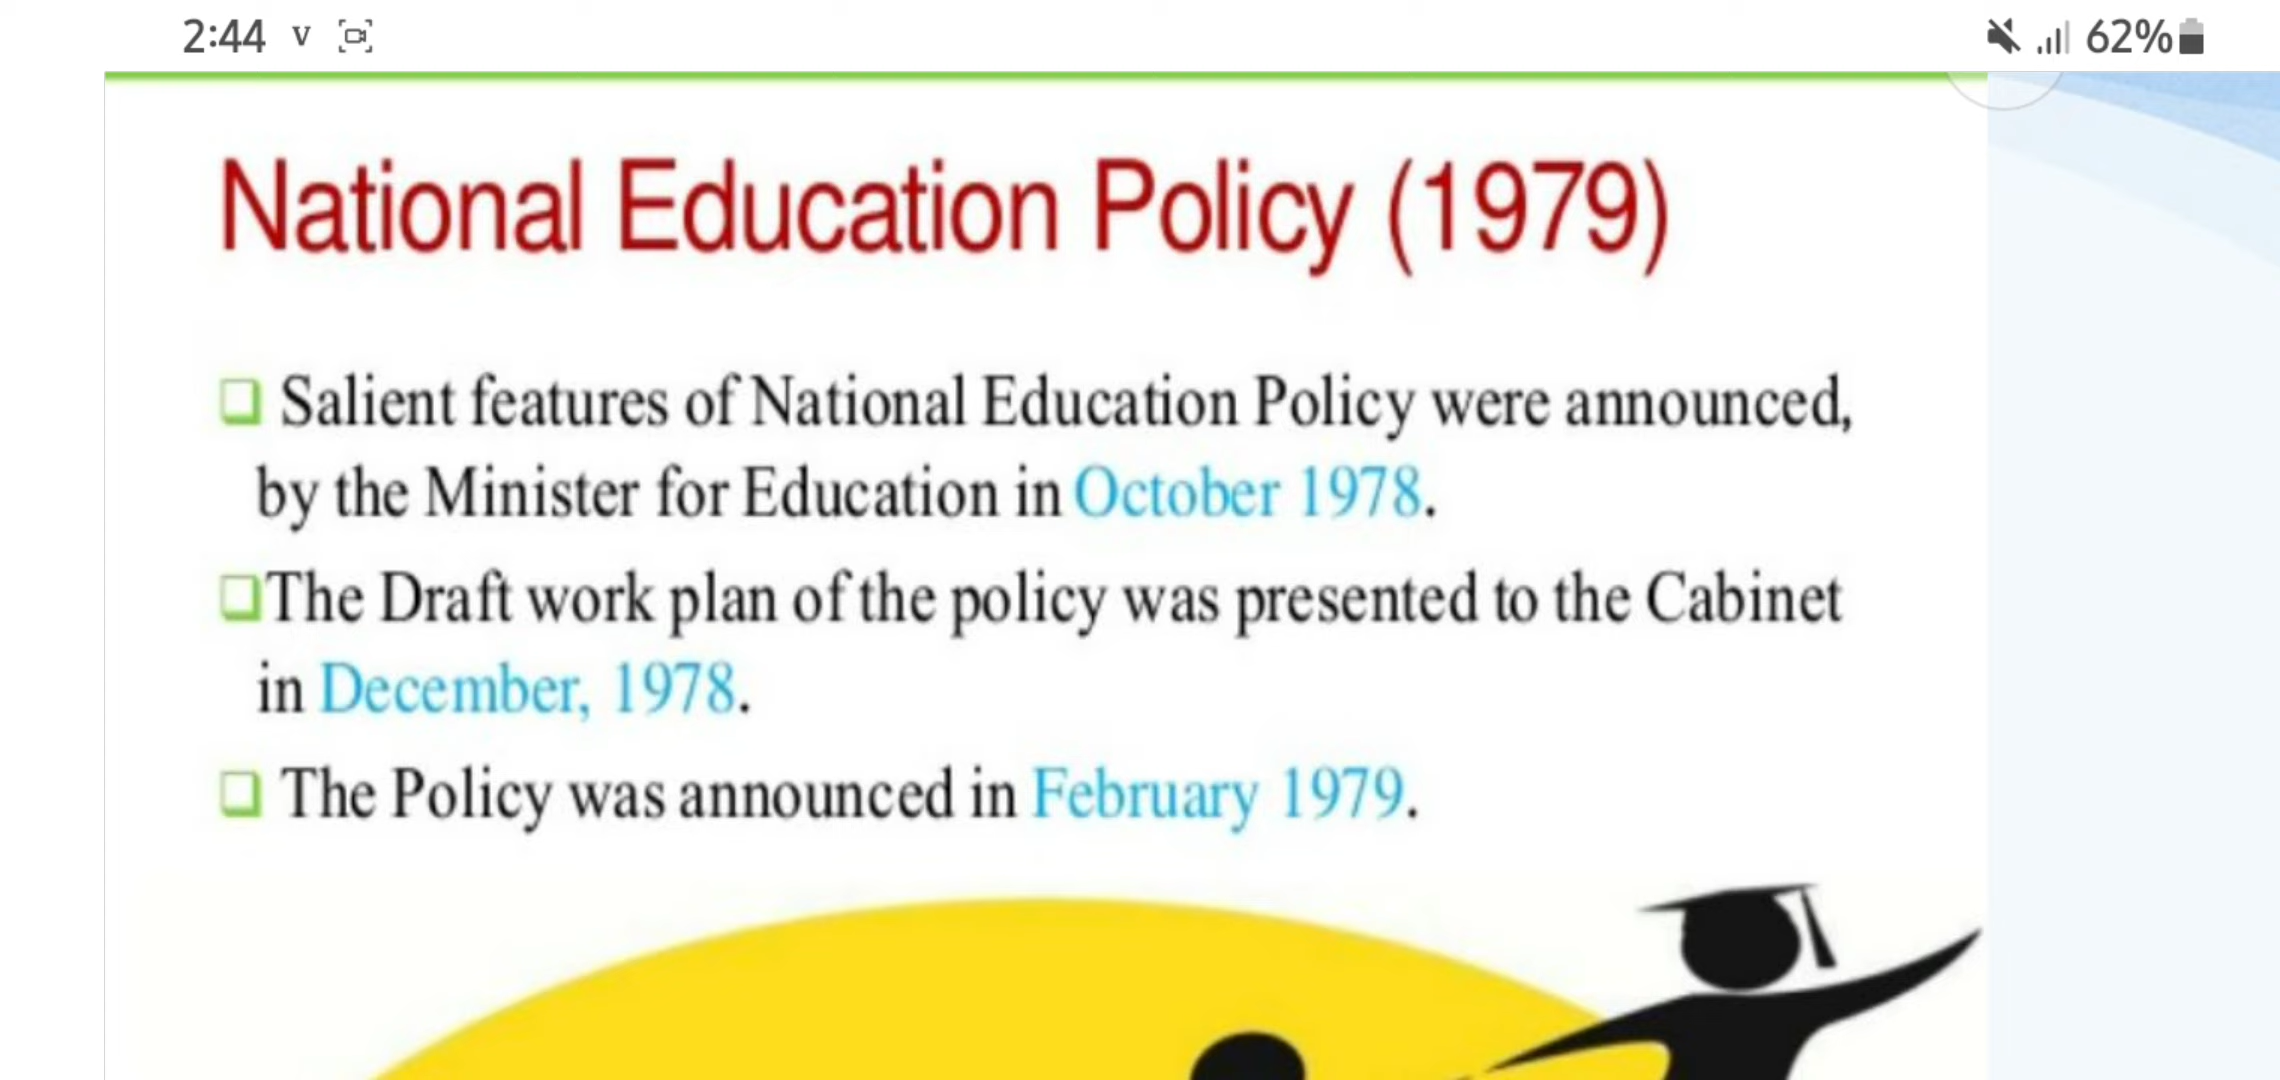 2:44 v 62%
National Education Policy (1979)
❑ Salient features of National Education Policy were announced,
by the Minister for Education in October 1978.
❑The Draft work plan of the policy was presented to the Cabinet
in December, 1978.
❑ The Policy was announced in February 1979.